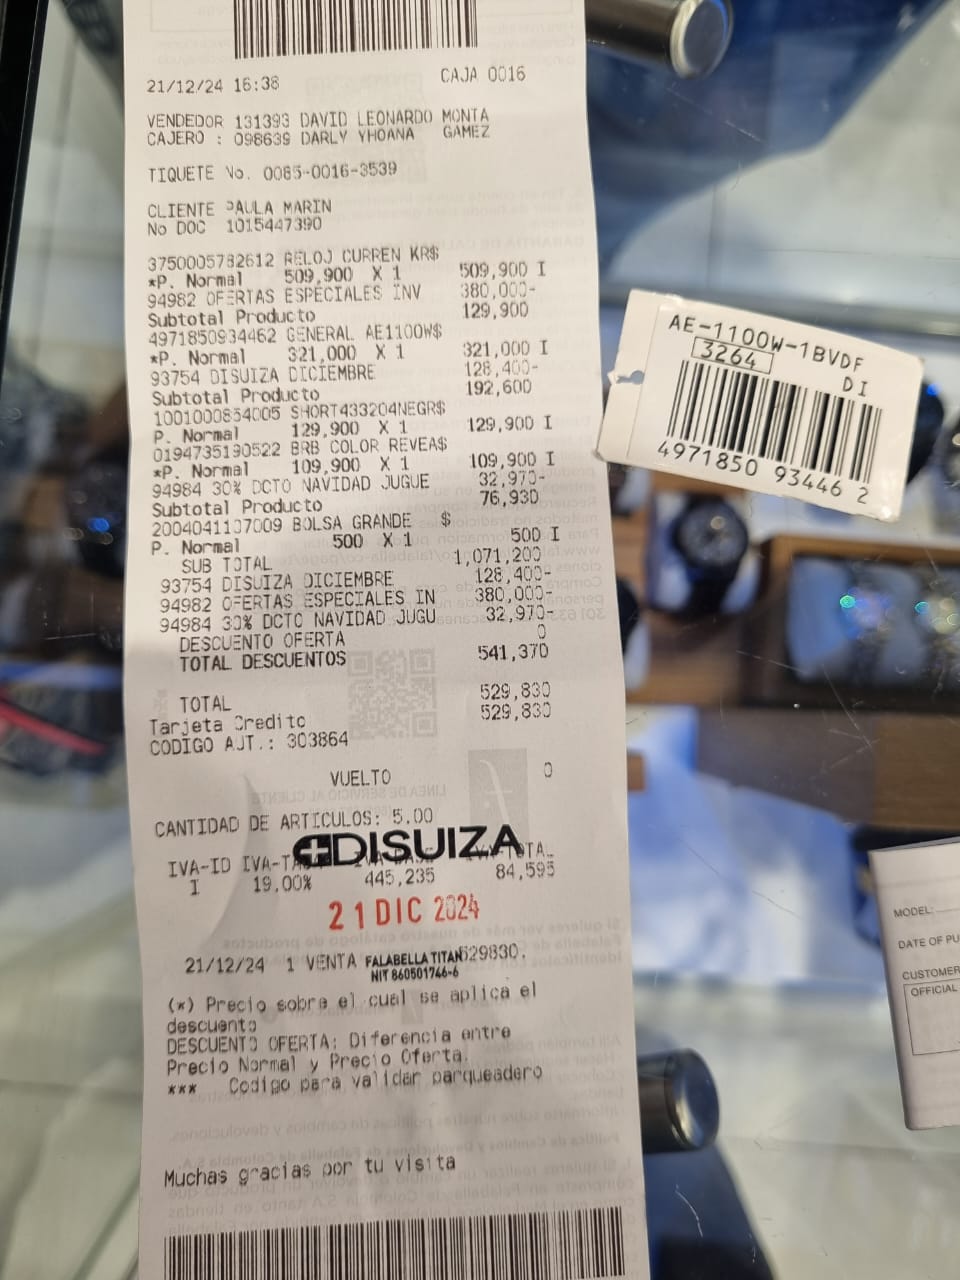 21/12/24 16:38 CAJA 0016
VENDEDOR 131393 DAVID LEONARDO MONTA
CAJERO : 098639 DARLY YHOANA GAMEZ
TIQUETE No. 0085-0016-3539
CLIENTE PAULA MARIN
No DOC 1015447390
3750005782612 RELOJ CURREN KR$
*P. Normal 509,900 X 1 509,900 I
94982 OFERTAS ESPECIALES INV 380,000-
Subtotal Producto 129,900
4971850934462 GENERAL AE1100W$
*P. Normal 321,000 X 1 321,000 I
93754 DISUIZA DICIEMBRE 128,400-
Subtotal Producto 192,600
1001000854005 SHORT433204NEGR$
P. Normal 129,900 X 1 129,900 I
0194735190522 BRB COLOR REVEA$
*P. Normal 109,900 X 1 109,900 I
94984 30% DCTO NAVIDAD JUGUE 32,970-
Subtotal Producto 76,930
2004041137009 BOLSA GRANDE $
P. Normal 500 X 1 500 I
SUB TOTAL 1,071,200
93754 DISUIZA DICIEMBRE 128,400-
94982 OFERTAS ESPECIALES IN 380,000-
94984 30% DCTO NAVIDAD JUGU 32,970-
DESCUENTO OFERTA 0
TOTAL DESCUENTOS 541,370
TOTAL 529,830
Tarjeta Credito 529,830
CODIGO AUT.: 303864
VUELTO 0
CANTIDAD DE ARTICULOS: 5.00
DISUIZA
IVA-ID
I 19.00% 445,235 84,595
21 DIC 2024
21/12/24 1 VENTA 529830.
FALABELLA TITAN
NIT 860501746-6
(*) Precio sobre el cual se aplica el
descuento
DESCUENTO OFERTA: Diferencia entre
Precio Normal y Precio Oferta.
*** Codigo para validar parqueadero
Muchas gracias por tu visita
AE-1100W-1BVDF
3264
DI
4971850 93446 2
MODEL:
DATE OF PU
CUSTOMER
OFFICIAL